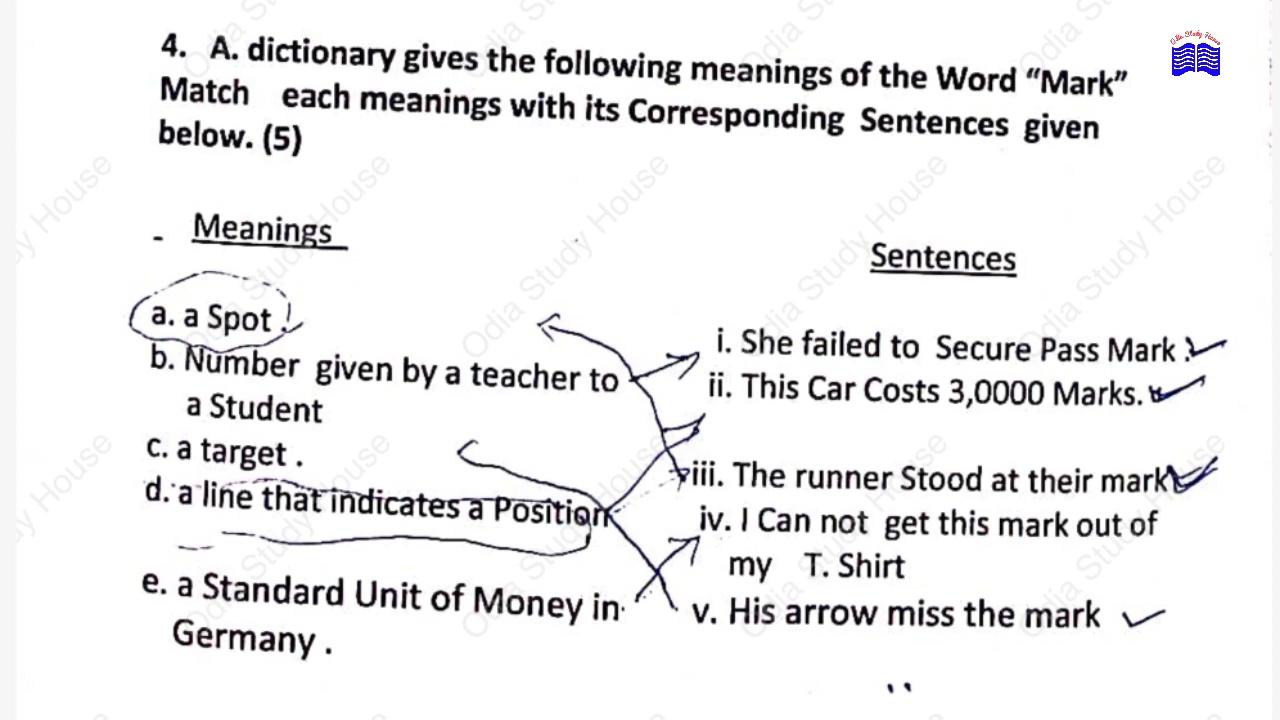 Odia Study House
4. A. dictionary gives the following meanings of the Word “Mark”
Match each meanings with its Corresponding Sentences given
below. (5)
- Meanings
Sentences
a. a Spot .
b. Number given by a teacher to
a Student
c. a target .
d. a line that indicates a Position
e. a Standard Unit of Money in
Germany .
i. She failed to Secure Pass Mark .
ii. This Car Costs 3,0000 Marks.
iii. The runner Stood at their mark
iv. I Can not get this mark out of
my T. Shirt
v. His arrow miss the mark